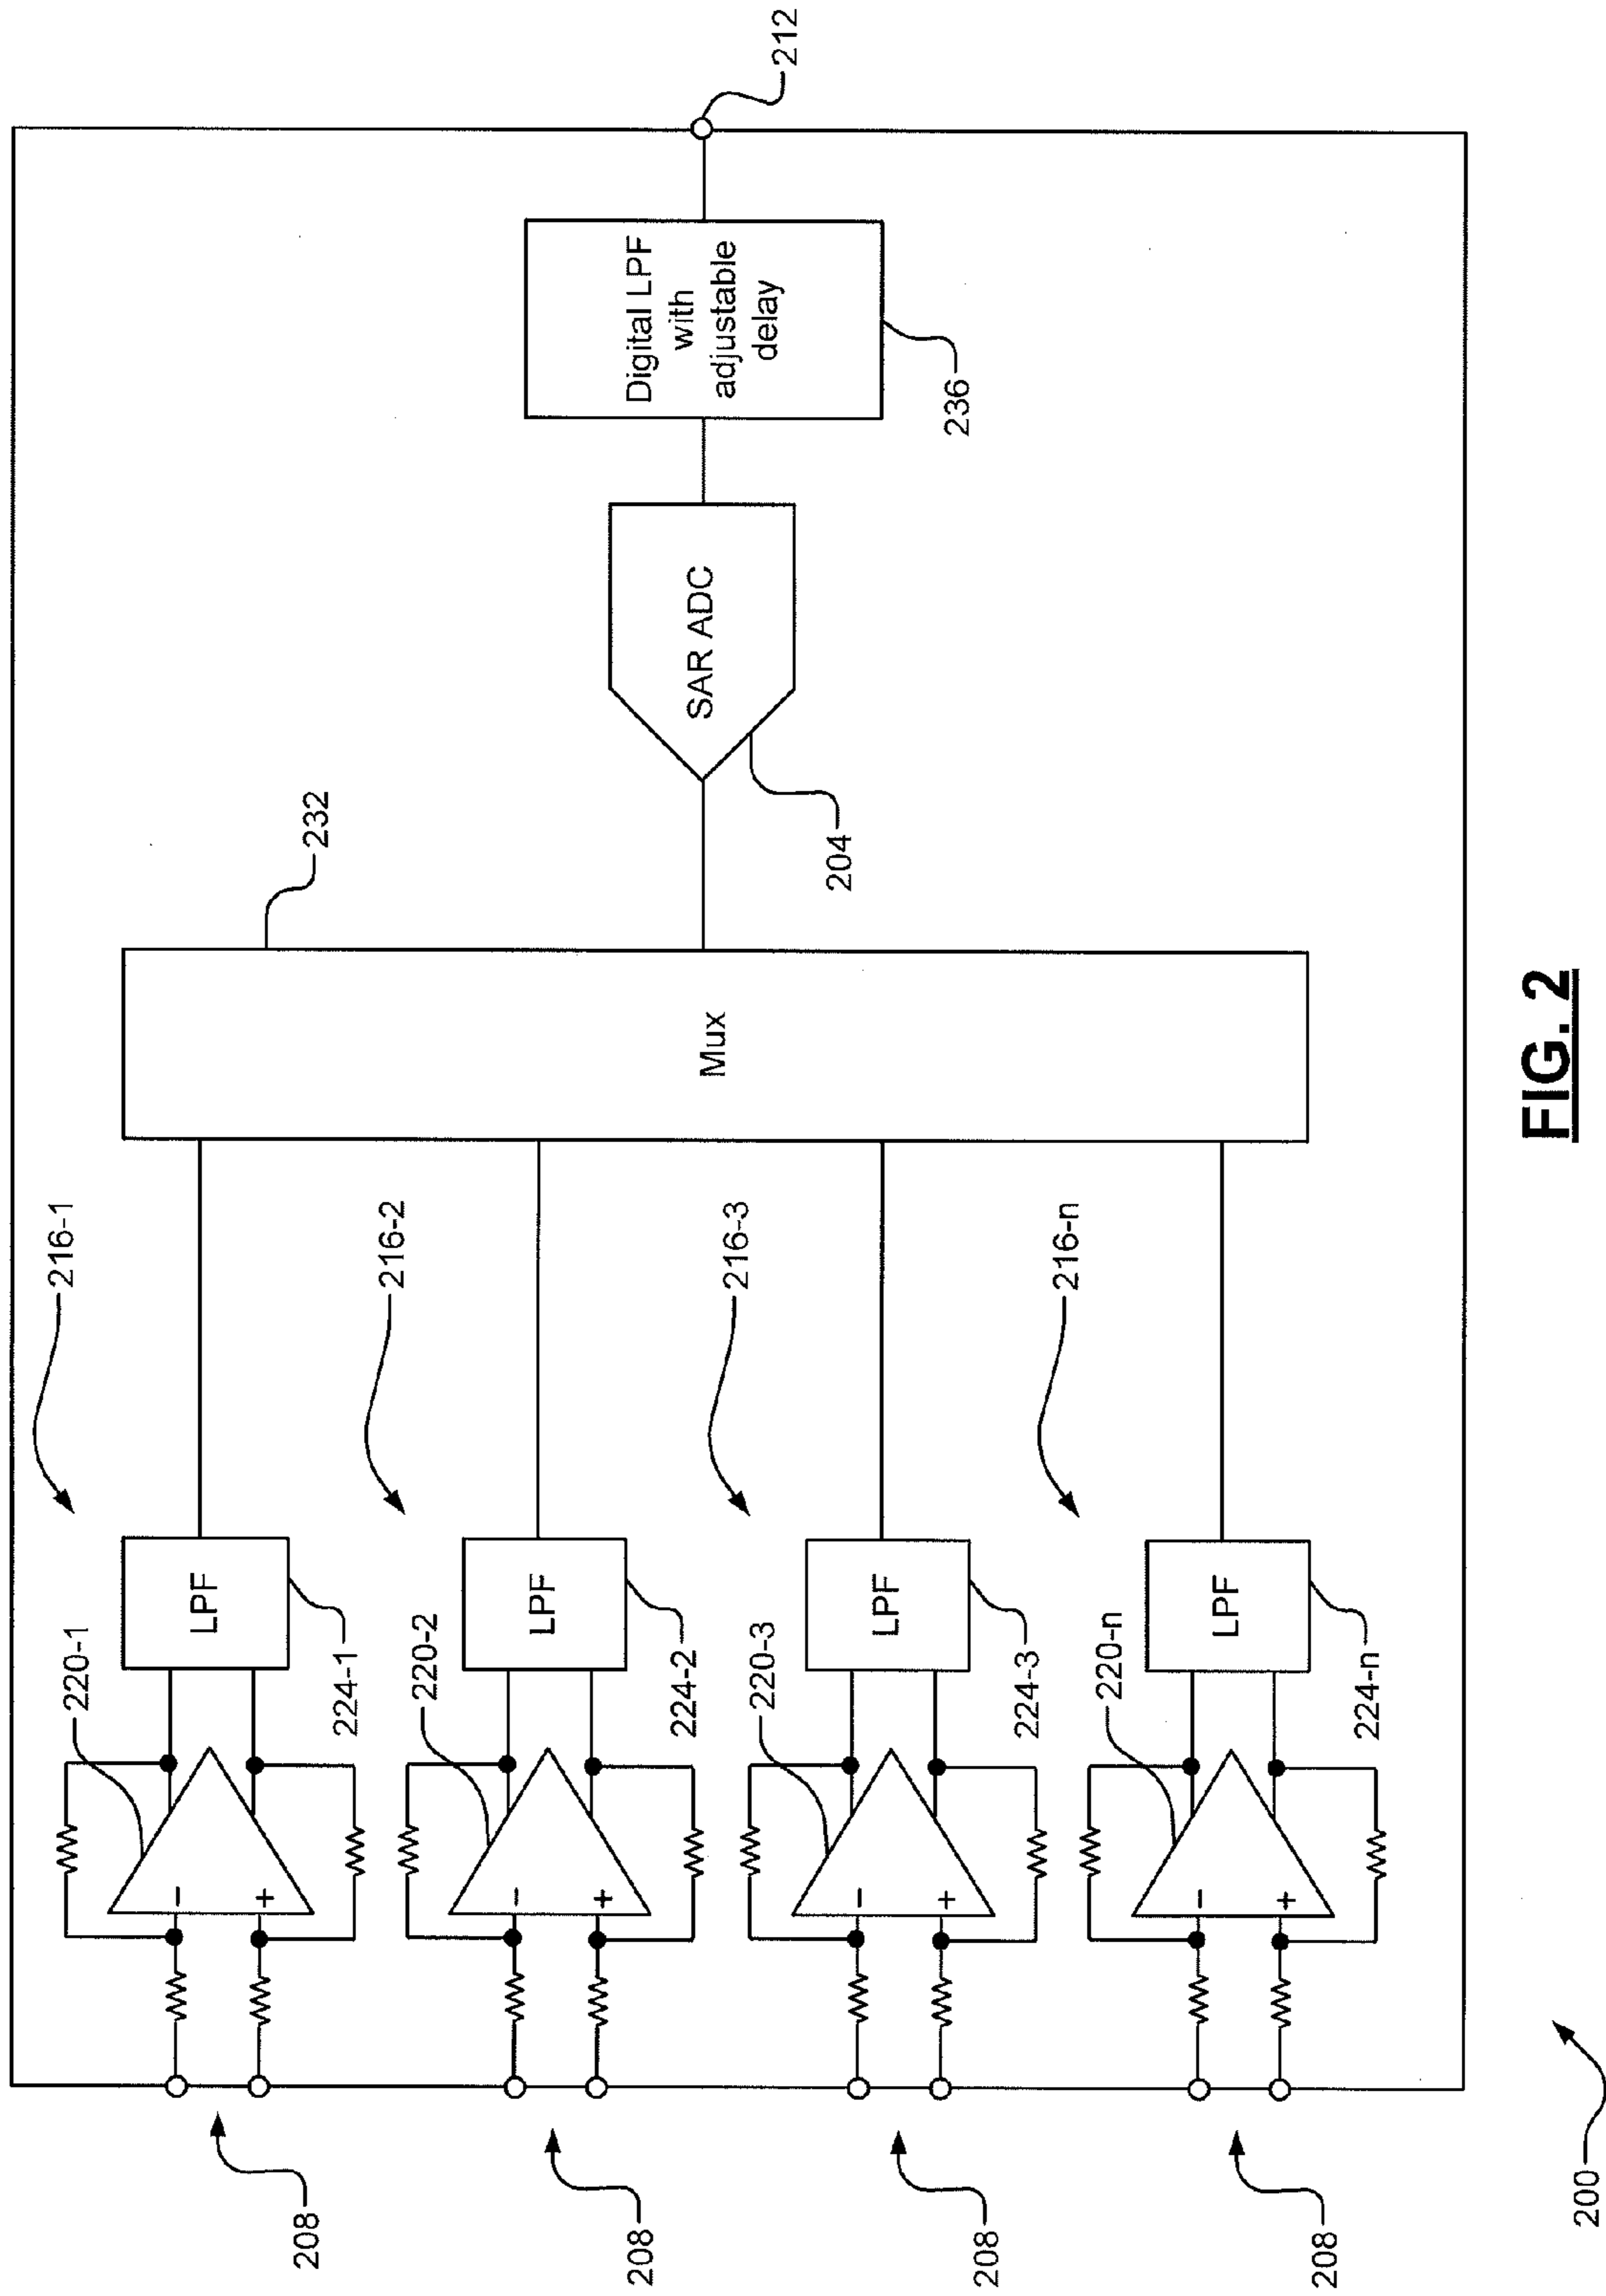 216-1
220-1
LPF
224-1
208
216-2
220-2
LPF
224-2
208
216-3
220-3
LPF
224-3
208
216-n
220-n
LPF
224-n
208
−
+
−
+
−
+
−
+
Mux
232
SAR ADC
204
Digital LPF
with
adjustable
delay
236
212
200
FIG. 2